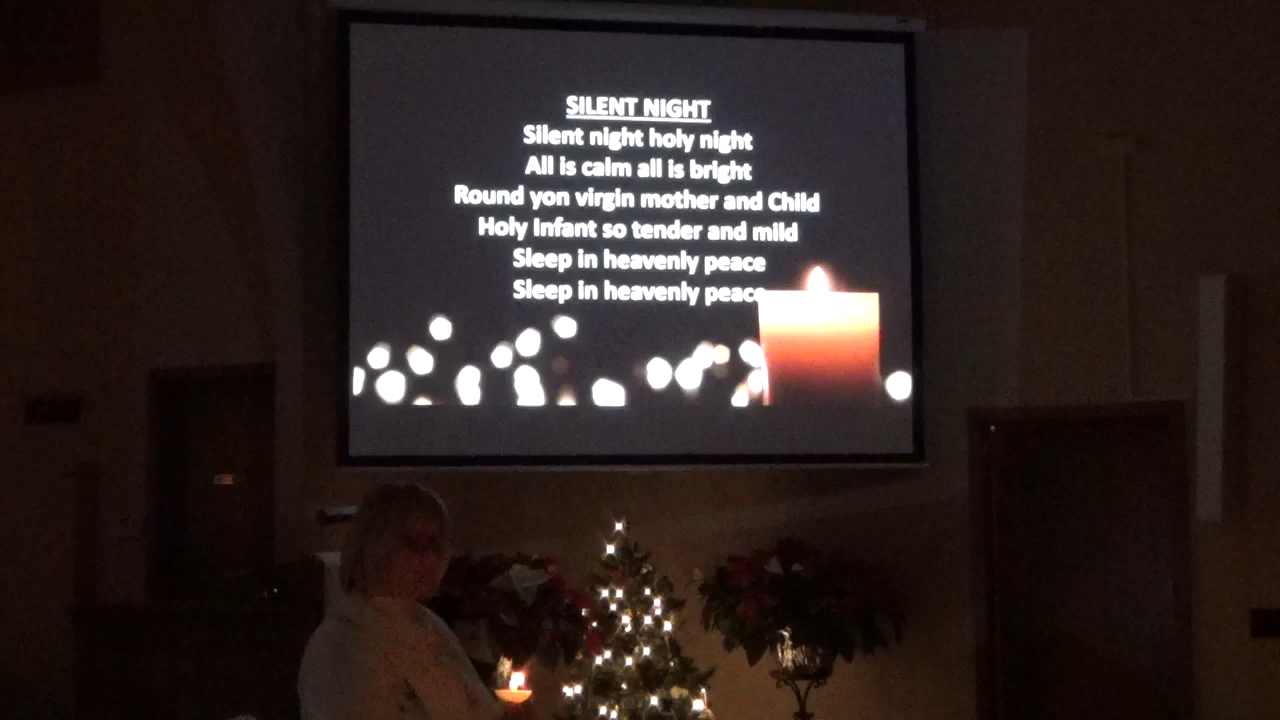 SILENT NIGHT
Silent night holy night
All is calm all is bright
Round yon virgin mother and Child
Holy Infant so tender and mild
Sleep in heavenly peace
Sleep in heavenly peace